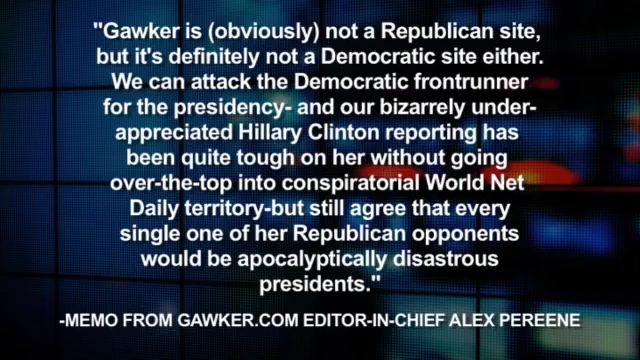 "Gawker is (obviously) not a Republican site,
but it's definitely not a Democratic site either.
We can attack the Democratic frontrunner
for the presidency- and our bizarrely under-
appreciated Hillary Clinton reporting has
been quite tough on her without going
over-the-top into conspiratorial World Net
Daily territory-but still agree that every
single one of her Republican opponents
would be apocalyptically disastrous
presidents."
-MEMO FROM GAWKER.COM EDITOR-IN-CHIEF ALEX PEREENE